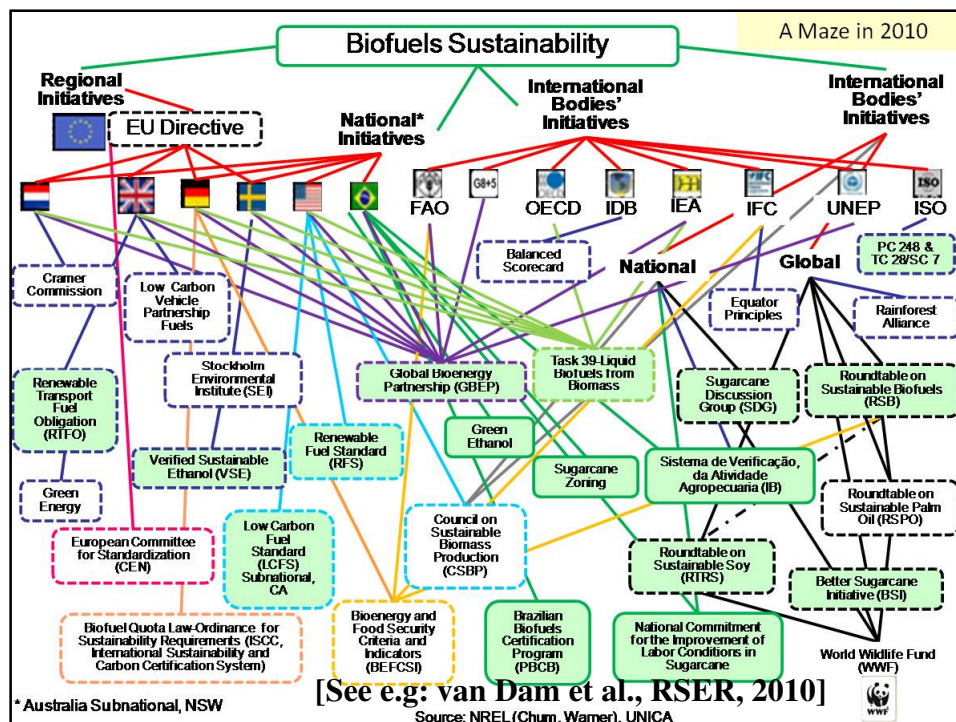 A Maze in 2010
Biofuels Sustainability
Regional
Initiatives
EU Directive
National*
Initiatives
International
Bodies'
Initiatives
International
Bodies'
Initiatives
FAO
G8+5
OECD
IDB
IEA
IFC
IFC
UNEP
ISO
ISO
Cramer
Commission
Low Carbon
Vehicle
Partnership
Fuels
Balanced
Scorecard
National
Global
PC 248 &
TC 28/SC 7
Equator
Principles
Rainforest
Alliance
Renewable
Transport
Fuel
Obligation
(RTFO)
Stockholm
Environmental
Institute (SEI)
Global Bioenergy
Partnership (GBEP)
Task 39-Liquid
Biofuels from
Biomass
Sugarcane
Discussion
Group (SDG)
Roundtable on
Sustainable Biofuels
(RSB)
Green
Energy
Verified Sustainable
Ethanol (VSE)
Renewable
Fuel Standard
(RFS)
Green
Ethanol
Sugarcane
Zoning
Sistema de Verificação,
da Atividade
Agropecuaria (IB)
Roundtable on
Sustainable Palm
Oil (RSPO)
European Committee
for Standardization
(CEN)
Low Carbon
Fuel
Standard
(LCFS)
Subnational,
CA
Council on
Sustainable
Biomass
Production
(CSBP)
Roundtable on
Sustainable Soy
(RTRS)
Better Sugarcane
Initiative (BSI)
Biofuel Quota Law-Ordinance for
Sustainability Requirements (ISCC,
International Sustainability and
Carbon Certification System)
Bioenergy and
Food Security
Criteria and
Indicators
(BEFCSI)
Brazilian
Biofuels
Certification
Program
(PBCB)
National Commitment
for the Improvement of
Labor Conditions in
Sugarcane
World Wildlife Fund
(WWF)
WWF
* Australia Subnational, NSW
[See e.g: van Dam et al., RSER, 2010]
Source: NREL (Chum, Warner), UNICA